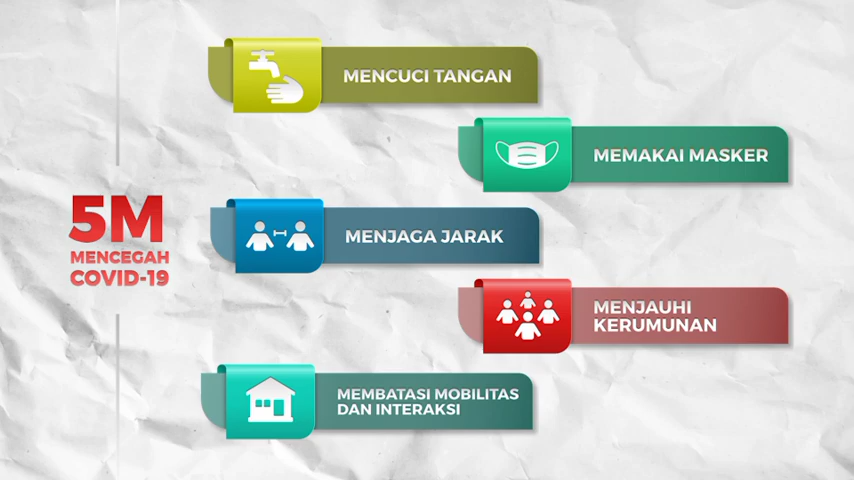 5M
MENCEGAH
COVID-19
MENCUCI TANGAN
MEMAKAI MASKER
MENJAGA JARAK
MENJAUHI
KERUMUNAN
MEMBATASI MOBILITAS
DAN INTERAKSI